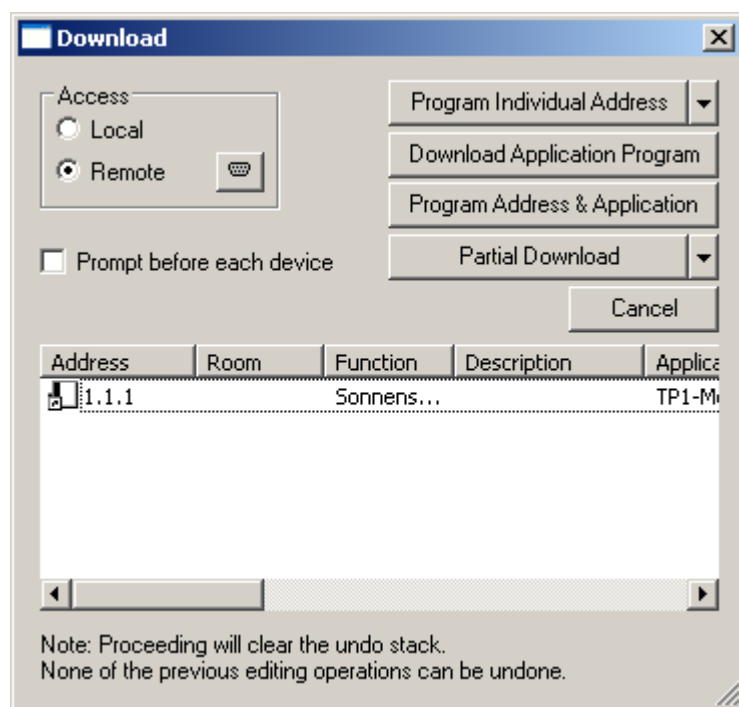 Download
Access
Local
Remote
Prompt before each device
Program Individual Address
Download Application Program
Program Address & Application
Partial Download
Cancel
Address Room Function Description Applica
1.1.1 Sonnens... TP1-M
Note: Proceeding will clear the undo stack.
None of the previous editing operations can be undone.